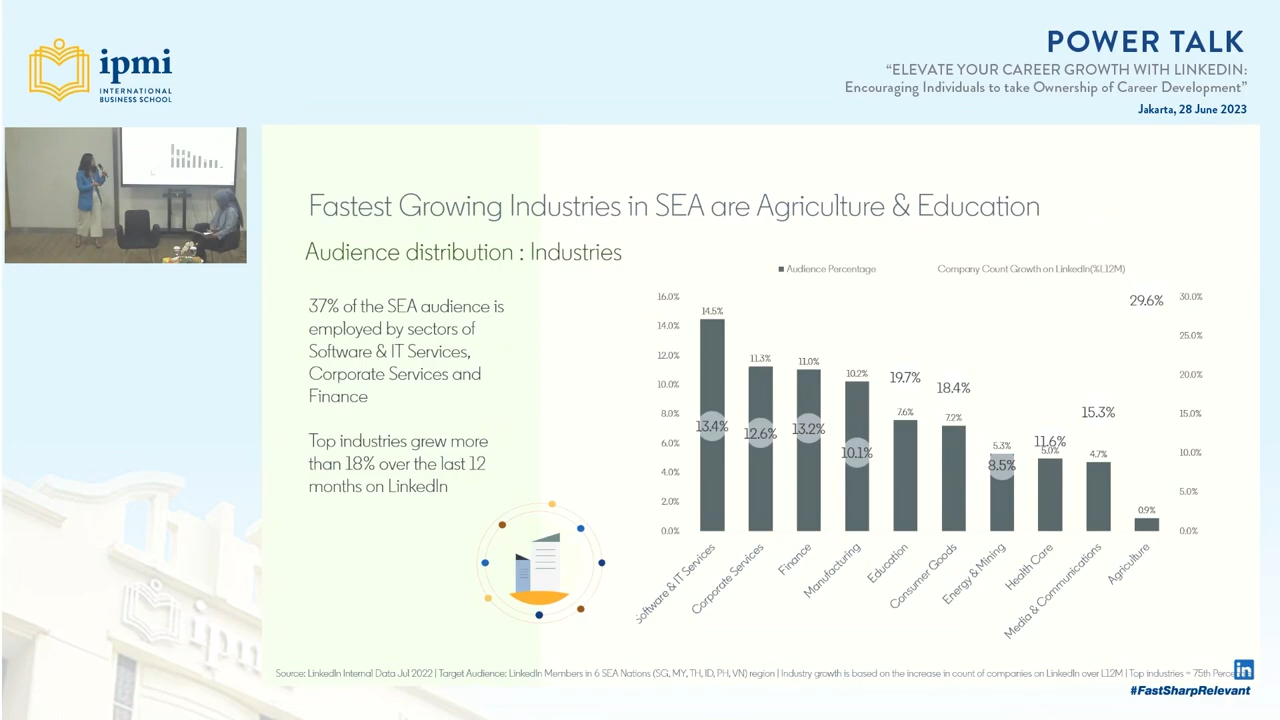 ipmi
INTERNATIONAL
BUSINESS SCHOOL
POWER TALK
“ELEVATE YOUR CAREER GROWTH WITH LINKEDIN:
Encouraging Individuals to take Ownership of Career Development”
Jakarta, 28 June 2023
Fastest Growing Industries in SEA are Agriculture & Education
Audience distribution : Industries
37% of the SEA audience is
employed by sectors of
Software & IT Services,
Corporate Services and
Finance
Top industries grew more
than 18% over the last 12
months on LinkedIn
Audience Percentage
Company Count Growth on LinkedIn(%L12M)
16.0%
14.0%
12.0%
10.0%
8.0%
6.0%
4.0%
2.0%
0.0%
14.5%
11.3%
11.0%
10.2%
7.6%
7.2%
5.3%
5.0%
4.7%
0.9%
13.4%
12.6%
13.2%
10.1%
19.7%
18.4%
8.5%
11.6%
15.3%
29.6%
30.0%
25.0%
20.0%
15.0%
10.0%
5.0%
0.0%
Software & IT Services
Corporate Services
Finance
Manufacturing
Education
Consumer Goods
Energy & Mining
Health Care
Media & Communications
Agriculture
Source: LinkedIn Internal Data Jul 2022 | Target Audience: LinkedIn Members in 6 SEA Nations (SG, MY, TH, ID, PH, VN) region | Industry growth is based on the increase in count of companies on LinkedIn over L12M | Top industries = 75th Perce
in
#FastSharpRelevant
ipmi